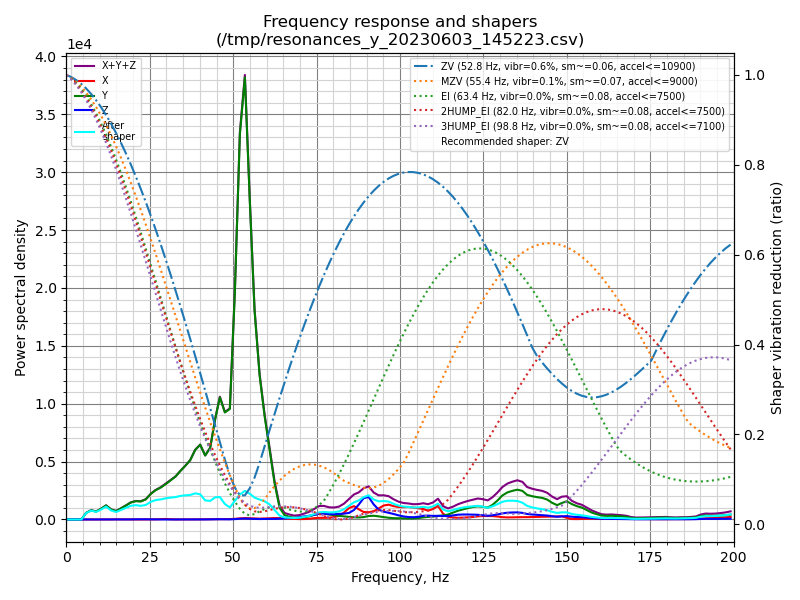 Frequency response and shapers
(/tmp/resonances_y_20230603_145223.csv)
1e4
X+Y+Z
X
Y
Z
After
shaper
ZV (52.8 Hz, vibr=0.6%, sm~=0.06, accel<=10900)
MZV (55.4 Hz, vibr=0.1%, sm~=0.07, accel<=9000)
EI (63.4 Hz, vibr=0.0%, sm~=0.08, accel<=7500)
2HUMP_EI (82.0 Hz, vibr=0.0%, sm~=0.08, accel<=7500)
3HUMP_EI (98.8 Hz, vibr=0.0%, sm~=0.08, accel<=7100)
Recommended shaper: ZV
4.0
3.5
3.0
2.5
2.0
1.5
1.0
0.5
0.0
Power spectral density
1.0
0.8
0.6
0.4
0.2
0.0
Shaper vibration reduction (ratio)
0 25 50 75 100 125 150 175 200
Frequency, Hz